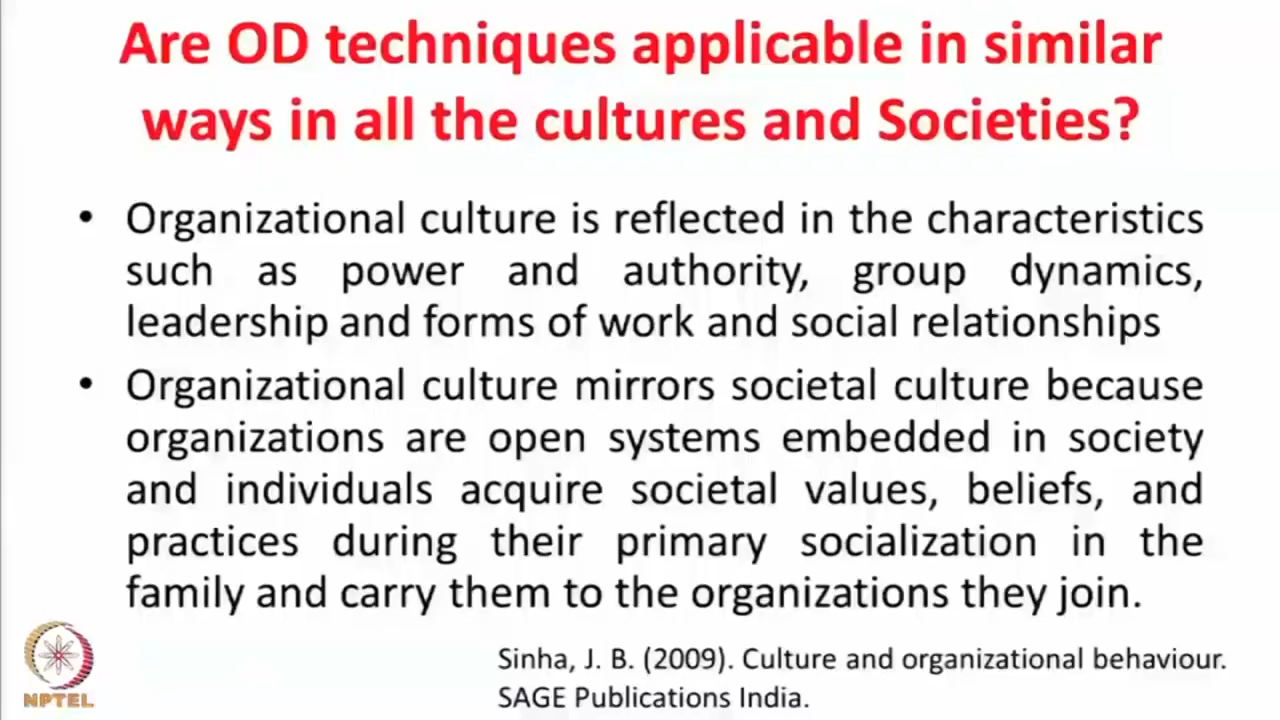 Are OD techniques applicable in similar
ways in all the cultures and Societies?
• Organizational culture is reflected in the characteristics
such as power and authority, group dynamics,
leadership and forms of work and social relationships
• Organizational culture mirrors societal culture because
organizations are open systems embedded in society
and individuals acquire societal values, beliefs, and
practices during their primary socialization in the
family and carry them to the organizations they join.
Sinha, J. B. (2009). Culture and organizational behaviour.
SAGE Publications India.
NPTEL